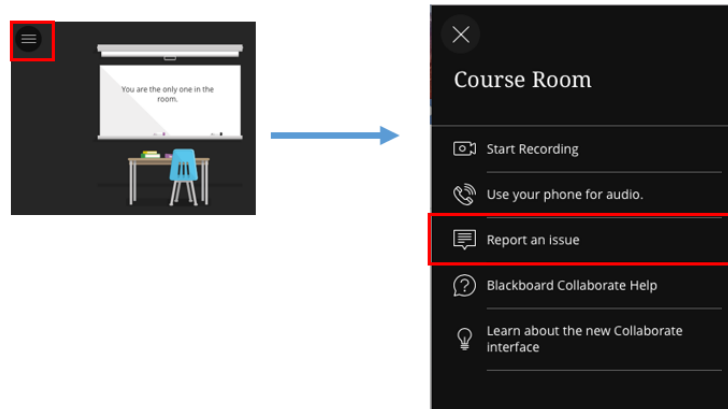 You are the only one in the
room.
Course Room
Start Recording
Use your phone for audio.
Report an issue
Blackboard Collaborate Help
Learn about the new Collaborate
interface